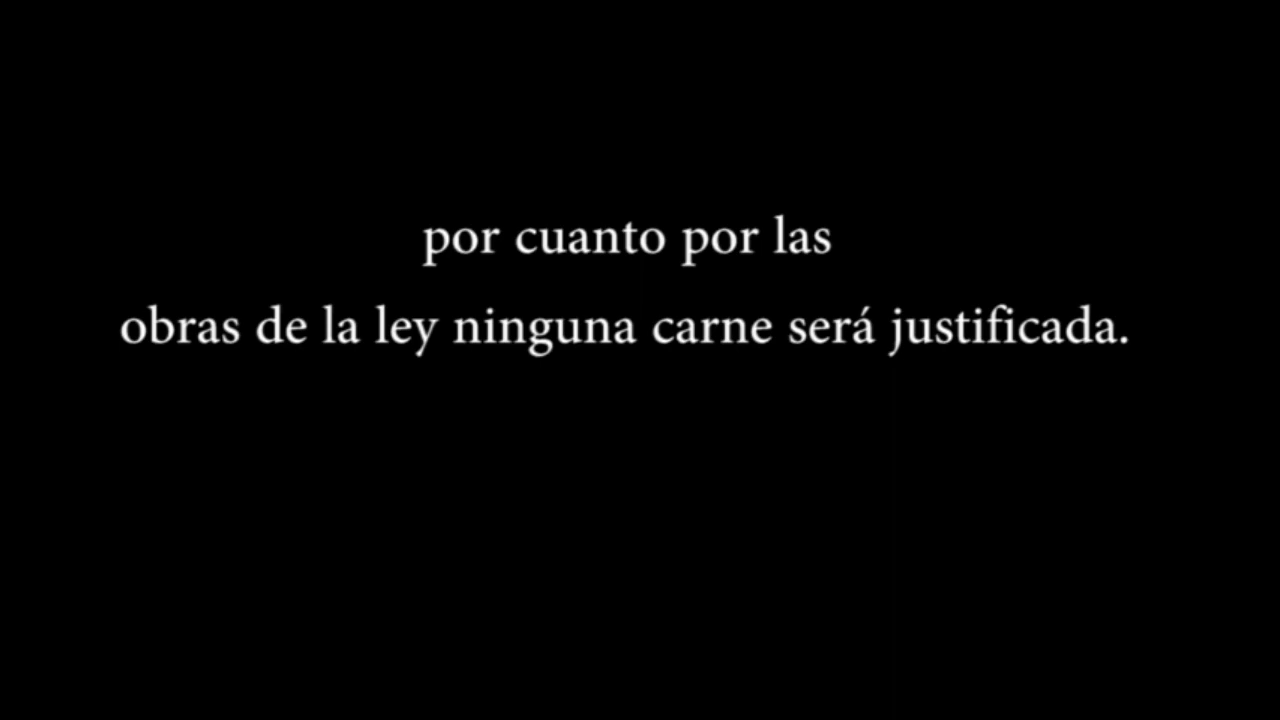 por cuanto por las
obras de la ley ninguna carne será justificada.